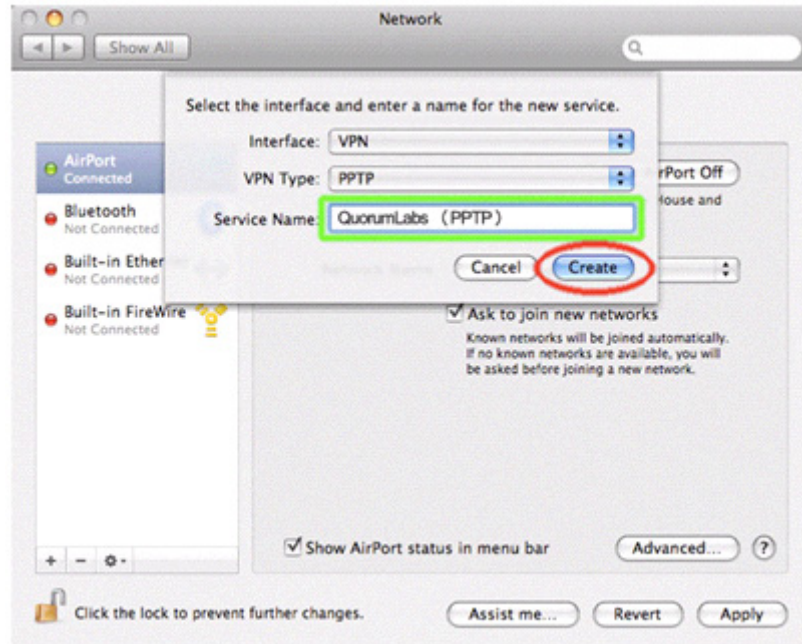 Network
Show All
Select the interface and enter a name for the new service.
Interface: VPN
VPN Type: PPTP
Service Name: QuorumLabs (PPTP)
Cancel Create
AirPort
Connected
rPort Off
House and
Bluetooth
Not Connected
Built-in Ether
Not Connected
Built-in FireWire
Not Connected
Network Name
Ask to join new networks
Known networks will be joined automatically.
If no known networks are available, you will
be asked before joining a new network.
Show AirPort status in menu bar
Advanced... ?
Click the lock to prevent further changes.
Assist me... Revert Apply